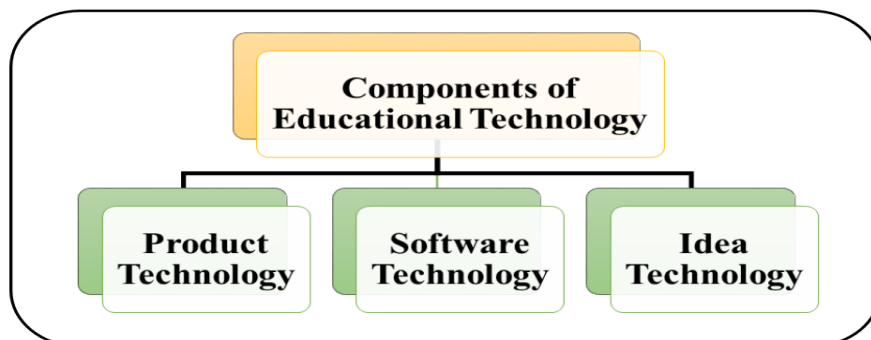 Components of
Educational Technology
Product
Technology
Software
Technology
Idea
Technology